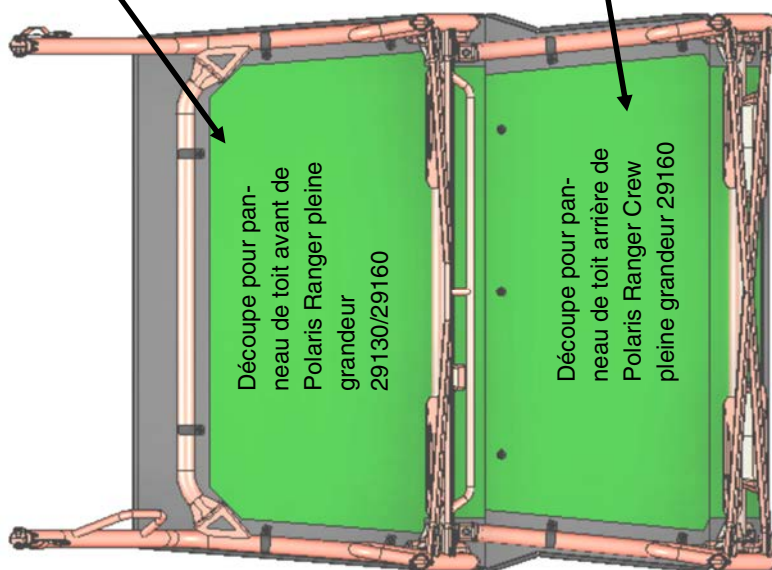 Découpe pour pan-
neau de toit avant de
Polaris Ranger pleine
grandeur
29130/29160
Découpe pour pan-
neau de toit arrière de
Polaris Ranger Crew
pleine grandeur 29160